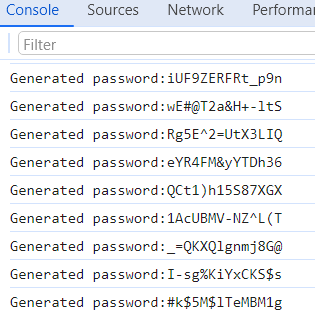 Console Sources Network Performa
Filter
Generated password:iUF9ZERFRt_p9n
Generated password:wE#@T2a&H+-ltS
Generated password:Rg5E^2=UtX3LIQ
Generated password:eYR4FM&yYTDh36
Generated password:QCt1)h15S87XGX
Generated password:1AcUBMV-NZ^L(T
Generated password:_=QKXQlgnmj8G@
Generated password:I-sg%KiYxCKS$s
Generated password:#k$5M$lTeMBM1g